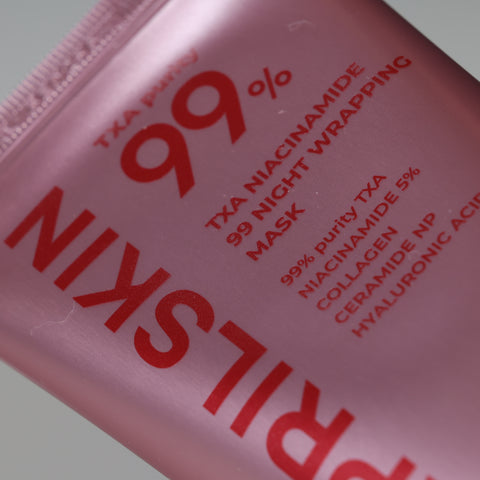 TXA purity
99%
TXA NIACINAMIDE
99 NIGHT WRAPPING
MASK
99% purity TXA
NIACINAMIDE 5%
COLLAGEN
CERAMIDE NP
HYALURONIC ACID
PRILSKIN